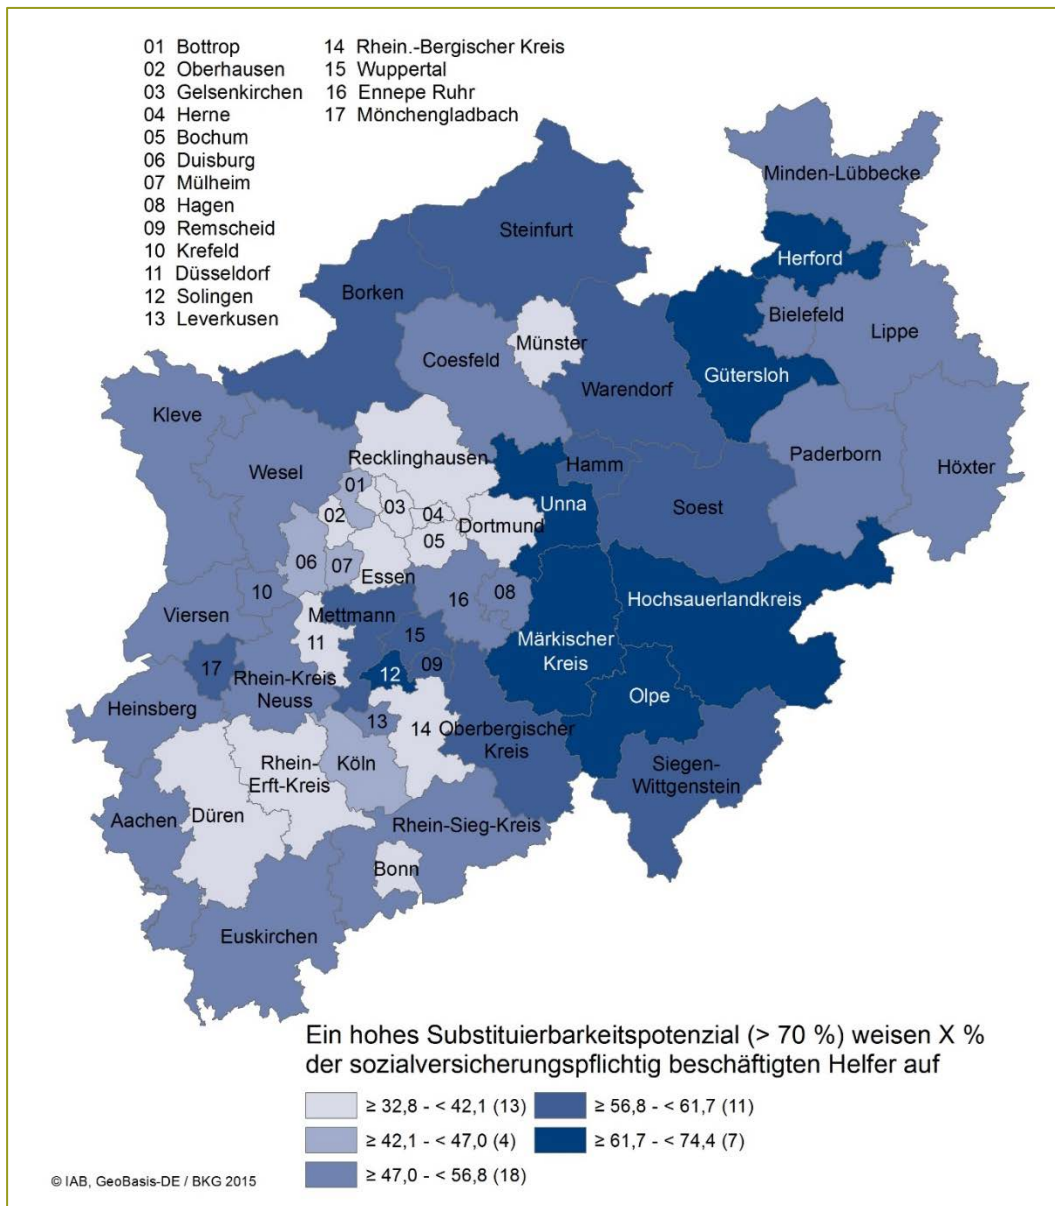 01 Bottrop
02 Oberhausen
03 Gelsenkirchen
04 Herne
05 Bochum
06 Duisburg
07 Mülheim
08 Hagen
09 Remscheid
10 Krefeld
11 Düsseldorf
12 Solingen
13 Leverkusen
14 Rhein.-Bergischer Kreis
15 Wuppertal
16 Ennepe Ruhr
17 Mönchengladbach
Minden-Lübbecke
Steinfurt
Herford
Borken
Bielefeld
Lippe
Münster
Coesfeld
Gütersloh
Warendorf
Kleve
Recklinghausen
Wesel
Hamm
Paderborn
Höxter
01
03
Unna
Soest
02
04
Dortmund
05
06
07
Essen
10
08
16
Hochsauerlandkreis
Viersen
Mettmann
11
15
Märkischer
Kreis
17
12
09
Rhein-Kreis
Neuss
Olpe
Heinsberg
13
14
Oberbergischer
Kreis
Rhein-
Erft-Kreis
Köln
Siegen-
Wittgenstein
Aachen
Düren
Rhein-Sieg-Kreis
Bonn
Euskirchen
Ein hohes Substituierbarkeitspotenzial (> 70 %) weisen X %
der sozialversicherungspflichtig beschäftigten Helfer auf
≥ 32,8 - < 42,1 (13)
≥ 42,1 - < 47,0 (4)
≥ 47,0 - < 56,8 (18)
≥ 56,8 - < 61,7 (11)
≥ 61,7 - < 74,4 (7)
© IAB, GeoBasis-DE / BKG 2015